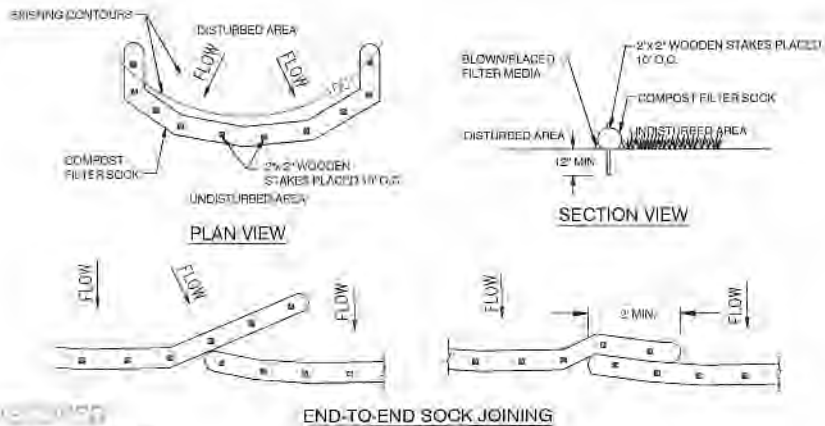 EXISTING CONTOURS
DISTURBED AREA
FLOW
FLOW
COMPOST
FILTER SOCK
2"x 2" WOODEN
STAKES PLACED 10' O.C.
UNDISTURBED AREA
PLAN VIEW
2"x 2" WOODEN STAKES PLACED
10' O.C.
BLOWN/PLACED
FILTER MEDIA
COMPOST FILTER SOCK
DISTURBED AREA
UNDISTURBED AREA
12" MIN
SECTION VIEW
FLOW
FLOW
FLOW
FLOW
2' MIN.
FLOW
END-TO-END SOCK JOINING